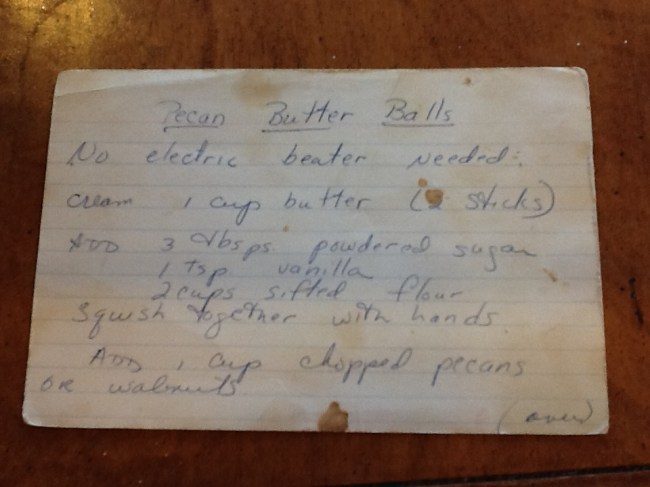 Pecan Butter Balls
No electric beater needed:
cream 1 cup butter (2 sticks)
ADD 3 tbsps powdered sugar
1 tsp vanilla
2 cups sifted flour
Squish together with hands.
ADD 1 cup chopped pecans
OR walnuts
(over)